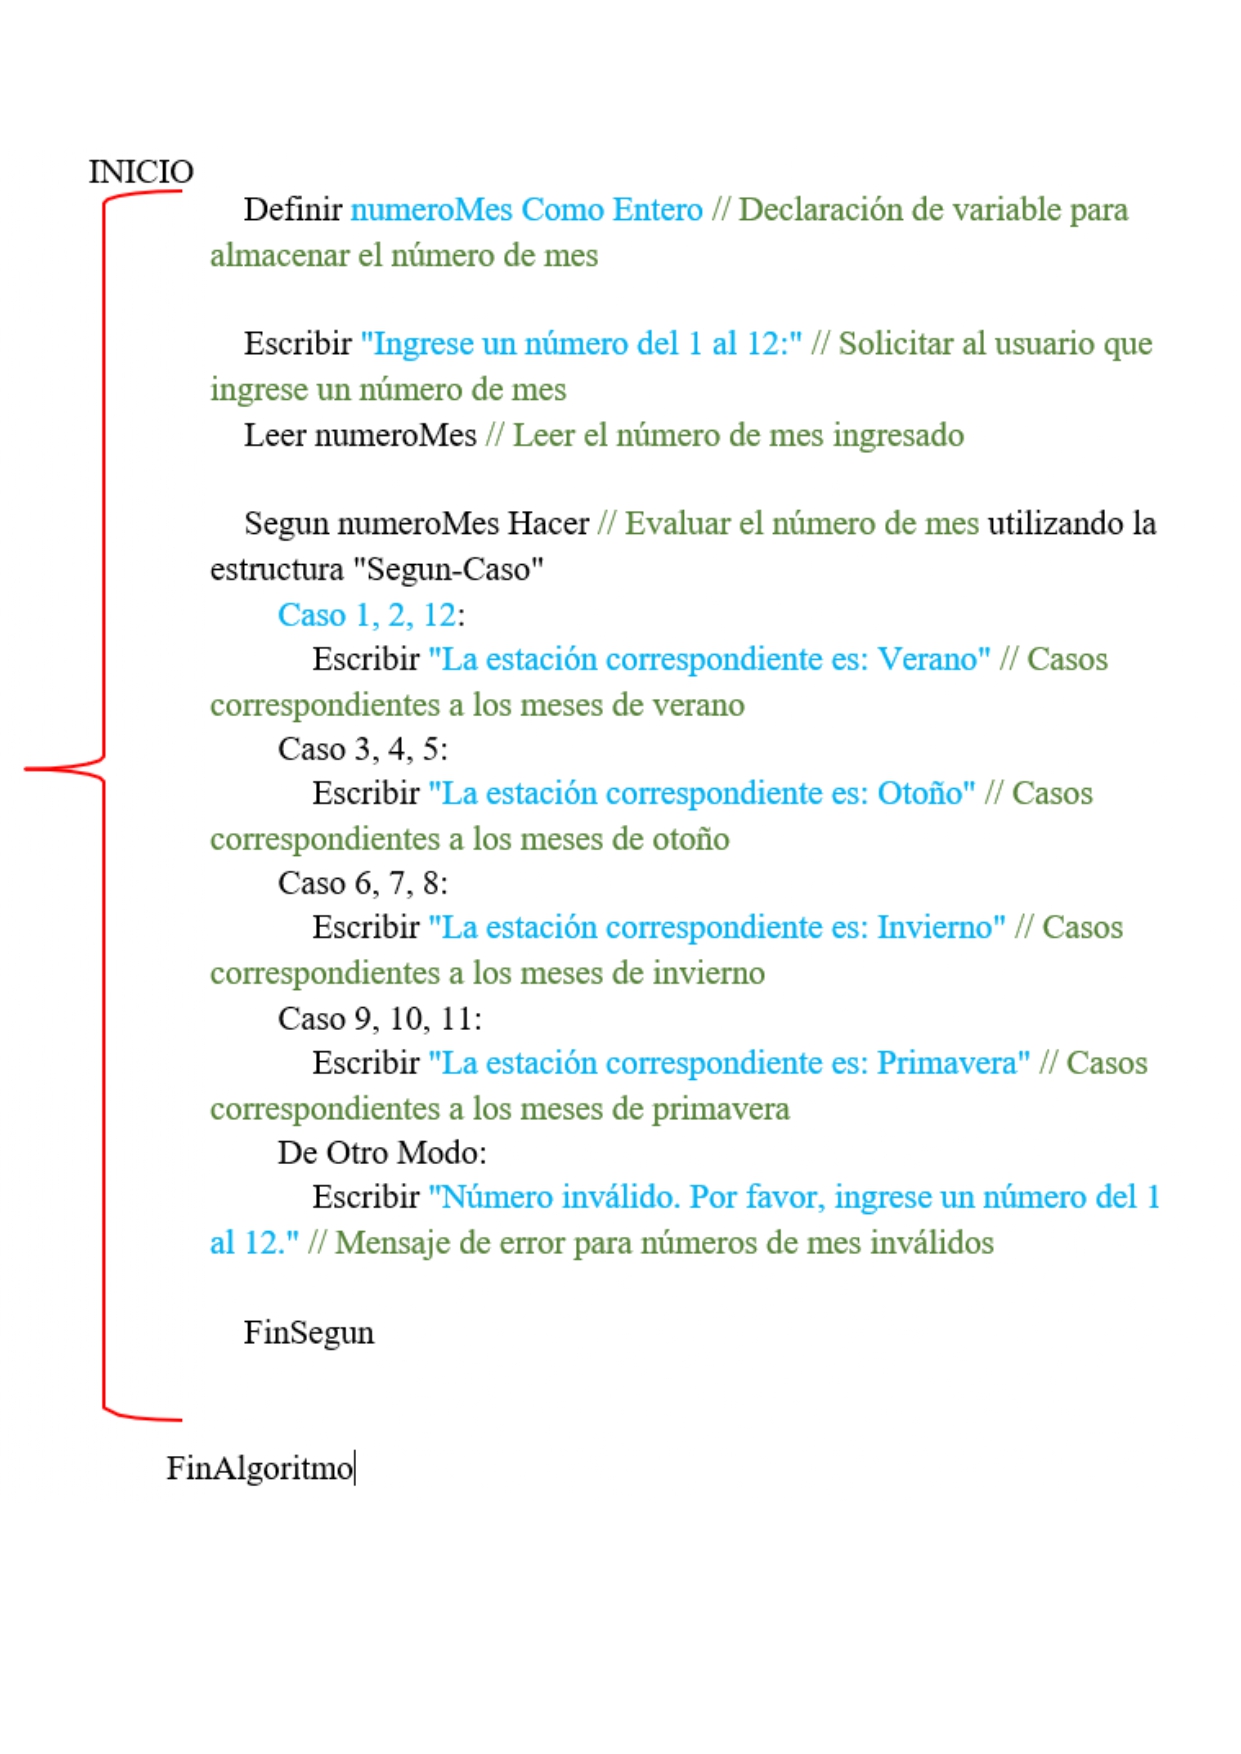 INICIO
Definir numeroMes Como Entero // Declaración de variable para
almacenar el número de mes
Escribir "Ingrese un número del 1 al 12:" // Solicitar al usuario que
ingrese un número de mes
Leer numeroMes // Leer el número de mes ingresado
Segun numeroMes Hacer // Evaluar el número de mes utilizando la
estructura "Segun-Caso"
Caso 1, 2, 12:
Escribir "La estación correspondiente es: Verano" // Casos
correspondientes a los meses de verano
Caso 3, 4, 5:
Escribir "La estación correspondiente es: Otoño" // Casos
correspondientes a los meses de otoño
Caso 6, 7, 8:
Escribir "La estación correspondiente es: Invierno" // Casos
correspondientes a los meses de invierno
Caso 9, 10, 11:
Escribir "La estación correspondiente es: Primavera" // Casos
correspondientes a los meses de primavera
De Otro Modo:
Escribir "Número inválido. Por favor, ingrese un número del 1
al 12." // Mensaje de error para números de mes inválidos
FinSegun
FinAlgoritmo